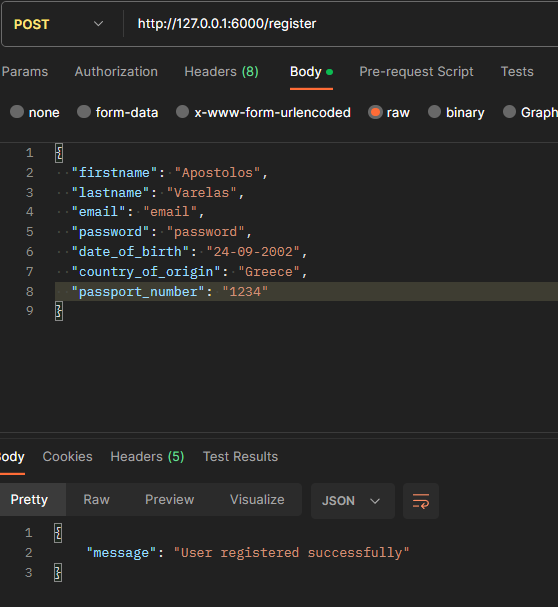 POST http://127.0.0.1:6000/register
Params Authorization Headers (8) Body Pre-request Script Tests
none form-data x-www-form-urlencoded raw binary Graph
1 {
2 "firstname": "Apostolos",
3 "lastname": "Varelas",
4 "email": "email",
5 "password": "password",
6 "date_of_birth": "24-09-2002",
7 "country_of_origin": "Greece",
8 "passport_number": "1234"
9 }
ody Cookies Headers (5) Test Results
Pretty Raw Preview Visualize JSON
1 {
2 "message": "User registered successfully"
3 }